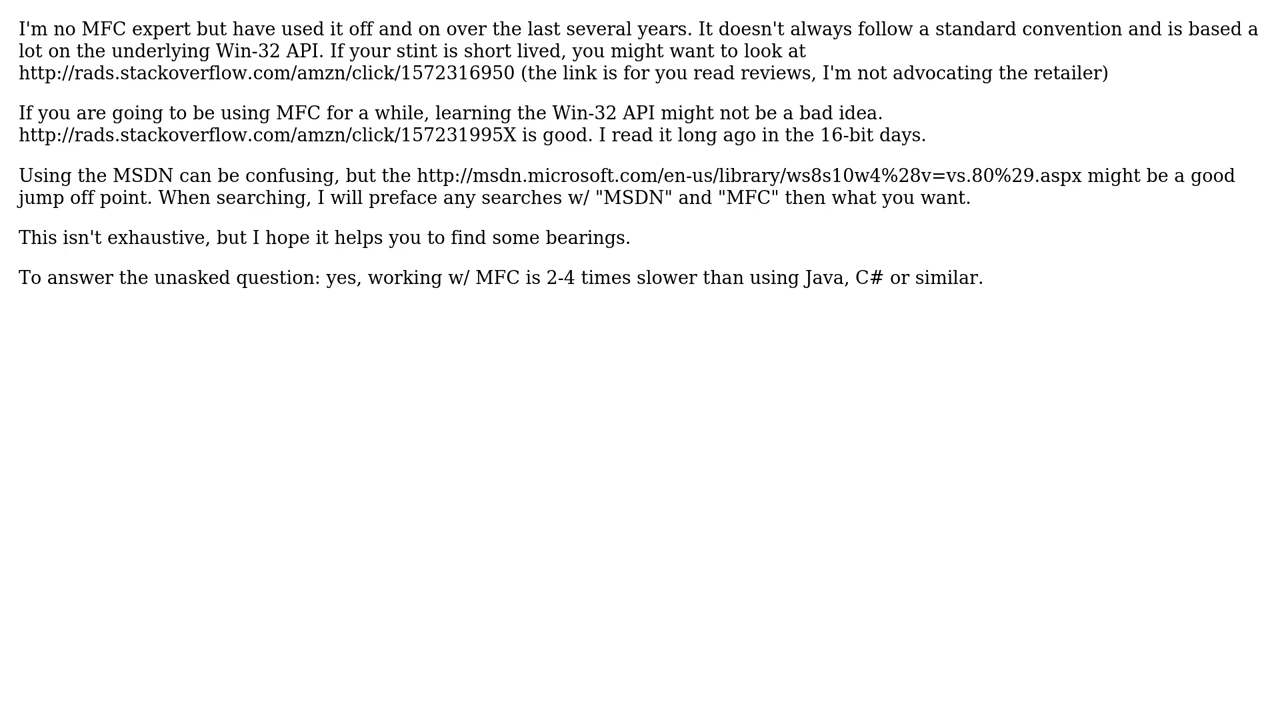 I'm no MFC expert but have used it off and on over the last several years. It doesn't always follow a standard convention and is based a
lot on the underlying Win-32 API. If your stint is short lived, you might want to look at
http://rads.stackoverflow.com/amzn/click/1572316950 (the link is for you read reviews, I'm not advocating the retailer)
If you are going to be using MFC for a while, learning the Win-32 API might not be a bad idea.
http://rads.stackoverflow.com/amzn/click/157231995X is good. I read it long ago in the 16-bit days.
Using the MSDN can be confusing, but the http://msdn.microsoft.com/en-us/library/ws8s10w4%28v=vs.80%29.aspx might be a good
jump off point. When searching, I will preface any searches w/ "MSDN" and "MFC" then what you want.
This isn't exhaustive, but I hope it helps you to find some bearings.
To answer the unasked question: yes, working w/ MFC is 2-4 times slower than using Java, C# or similar.